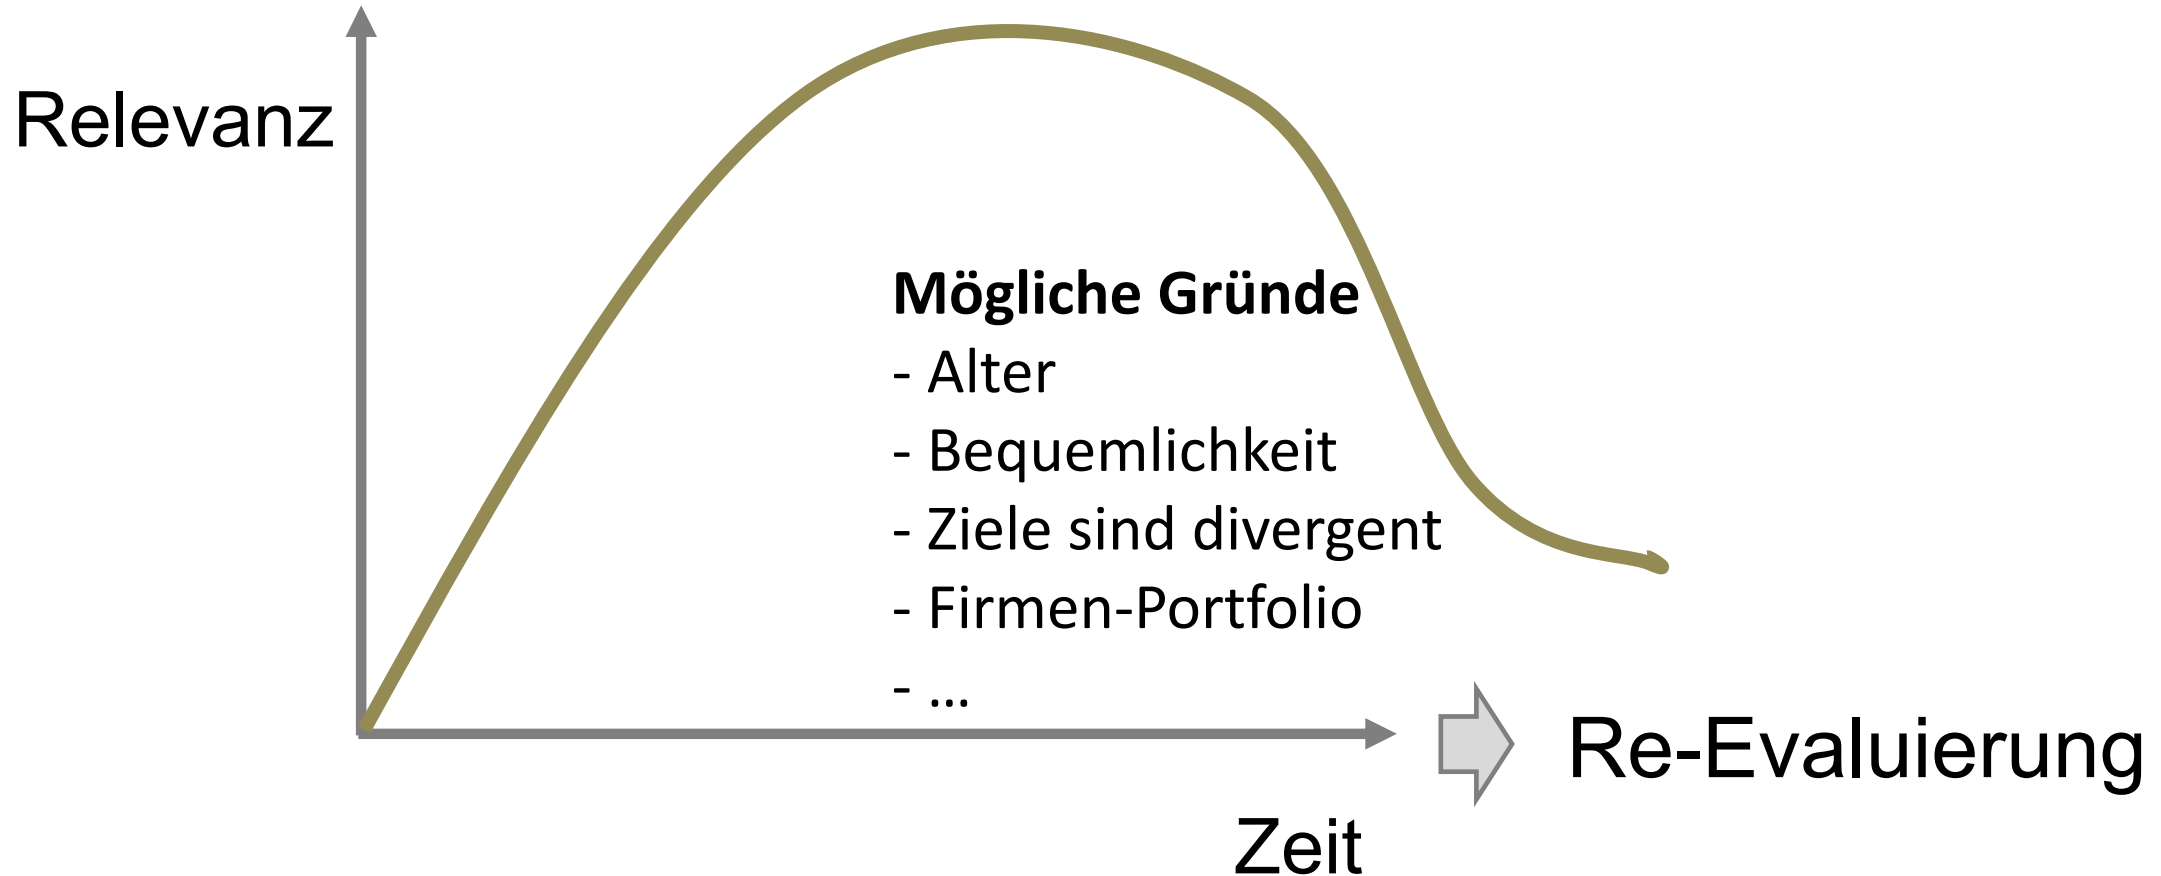 Relevanz
Mögliche Gründe
- Alter
- Bequemlichkeit
- Ziele sind divergent
- Firmen-Portfolio
- ...
Re-Evaluierung
Zeit